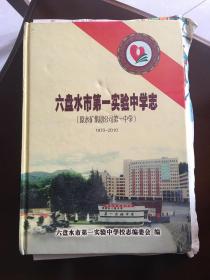 六盘水市第一实验中学志
（原水矿集团公司第一中学）
1970-2010
六盘水市第一实验中学校志编委会 编